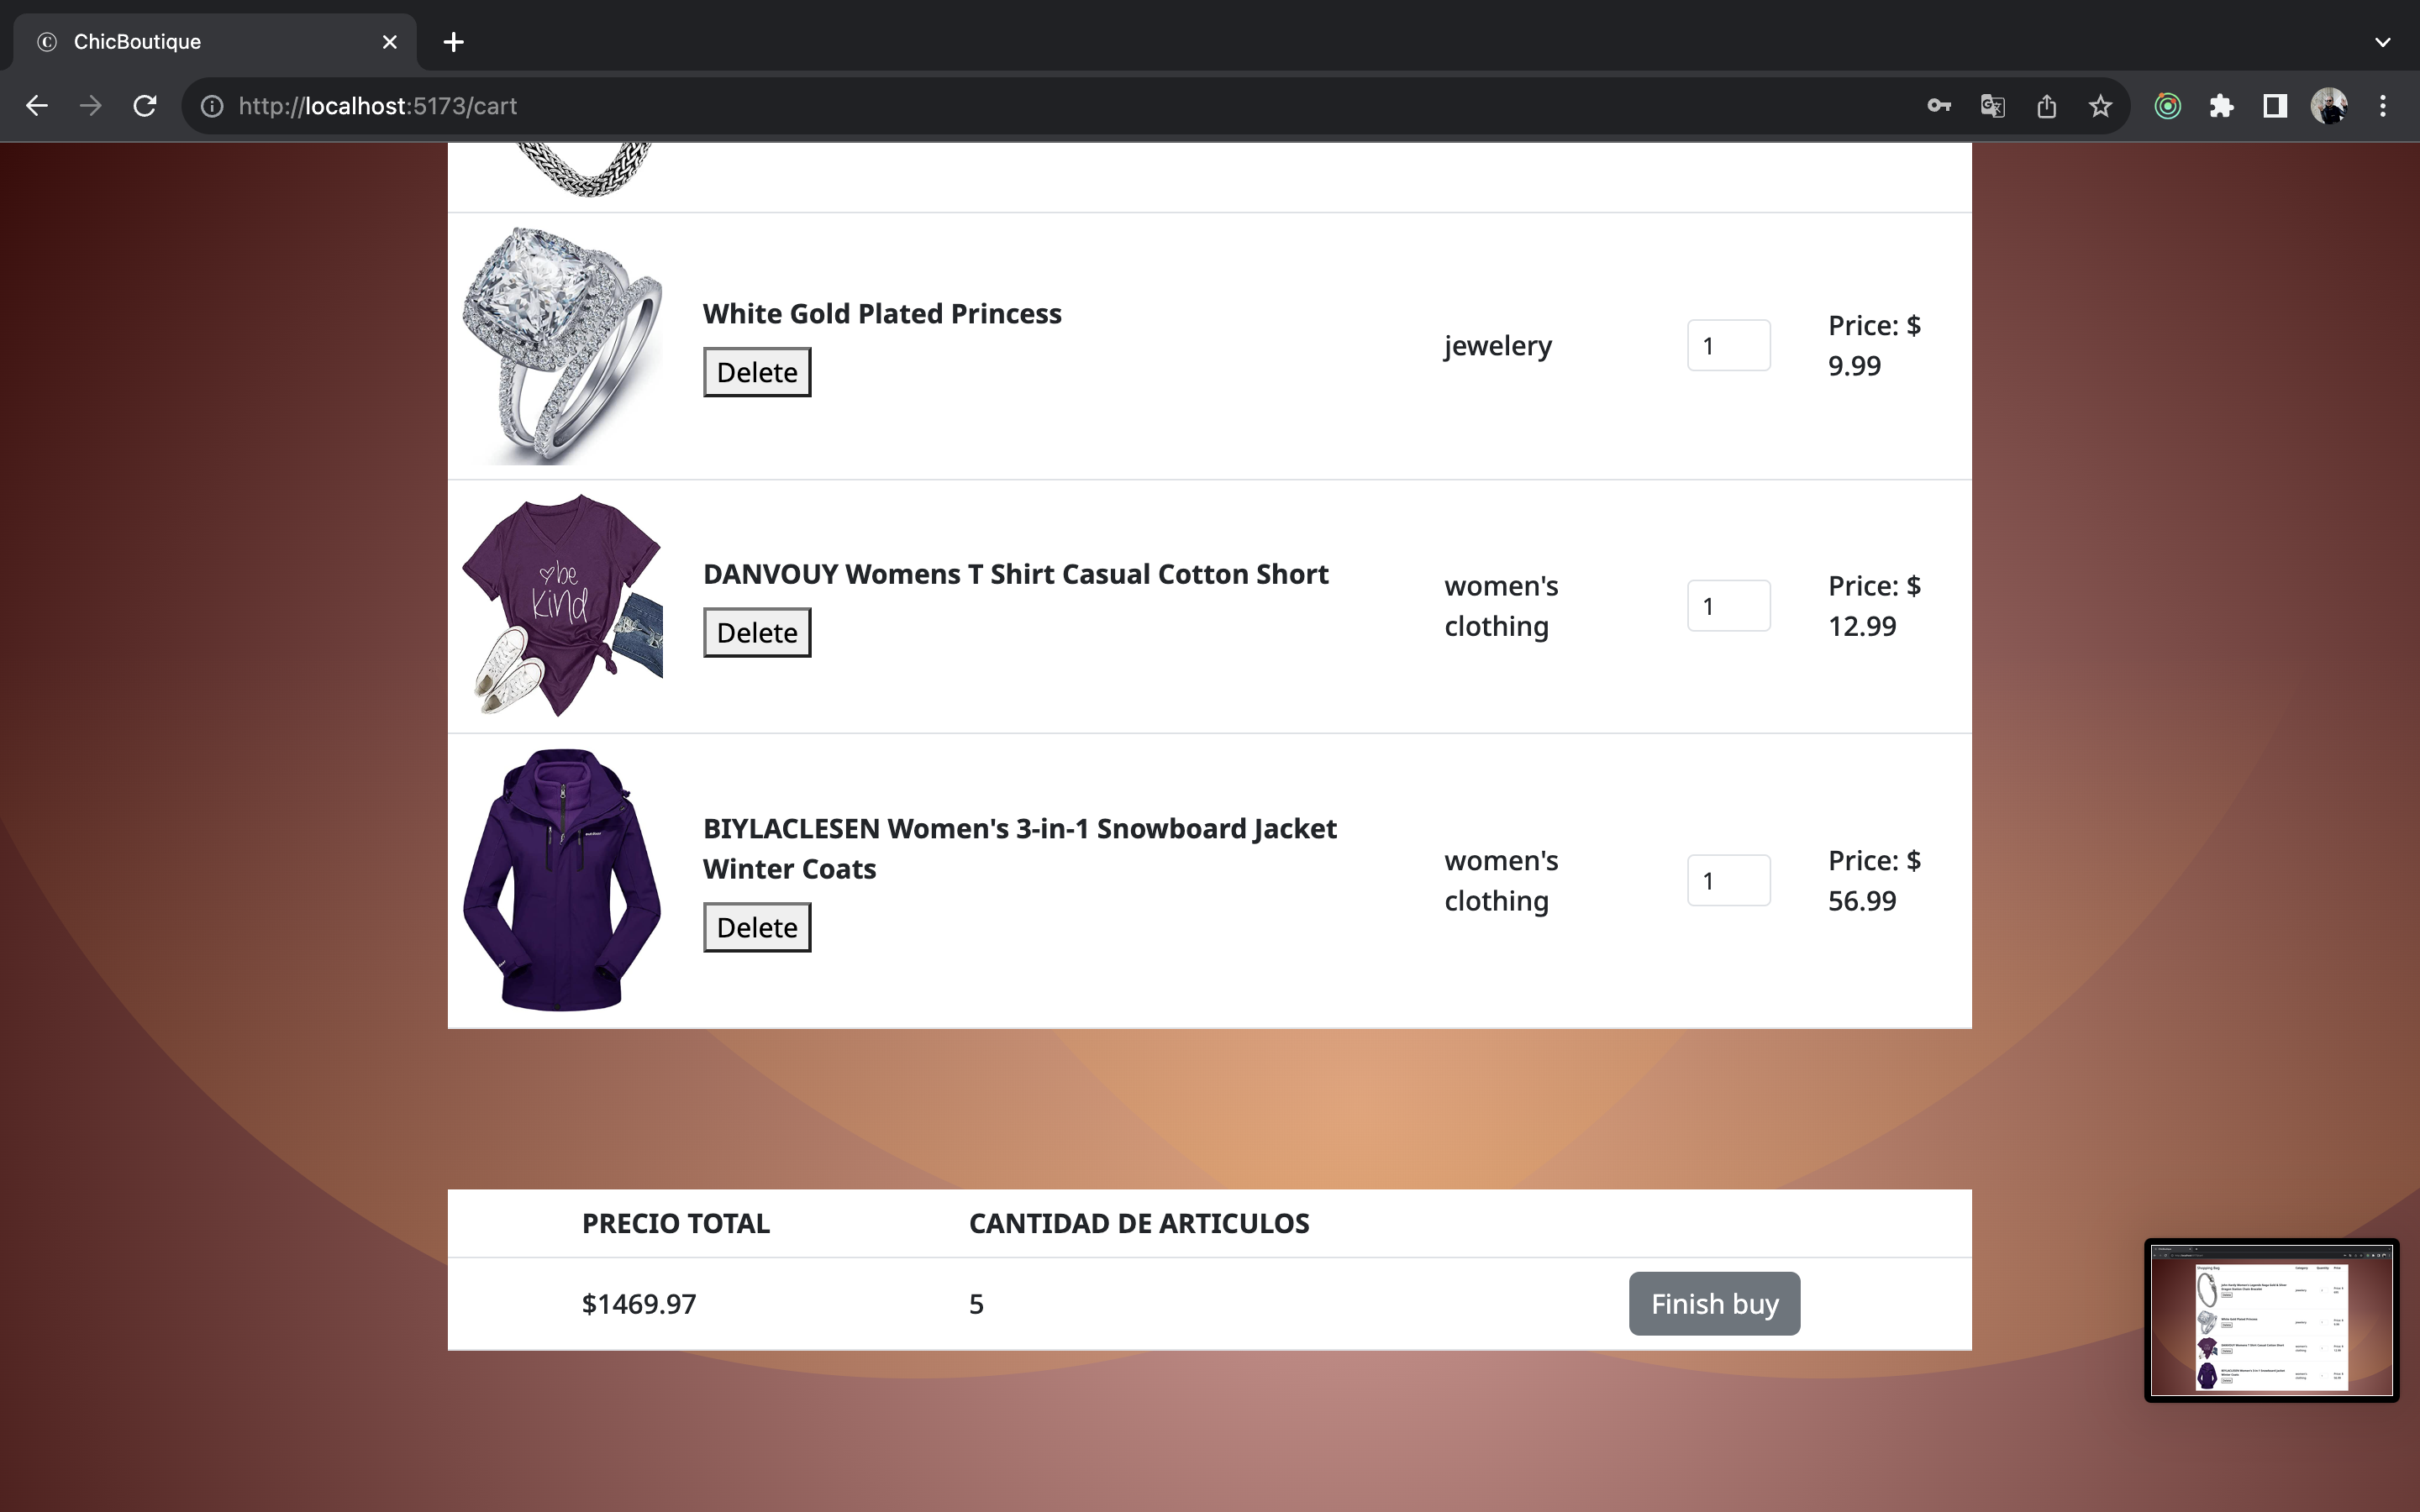 ChicBoutique
http://localhost:5173/cart
White Gold Plated Princess
Delete
jewelery
1
Price: $
9.99
be
kind
DANVOUY Womens T Shirt Casual Cotton Short
Delete
women's
clothing
1
Price: $
12.99
BIYLACLESEN Women's 3-in-1 Snowboard Jacket
Winter Coats
Delete
women's
clothing
1
Price: $
56.99
PRECIO TOTAL
CANTIDAD DE ARTICULOS
$1469.97
5
Finish buy